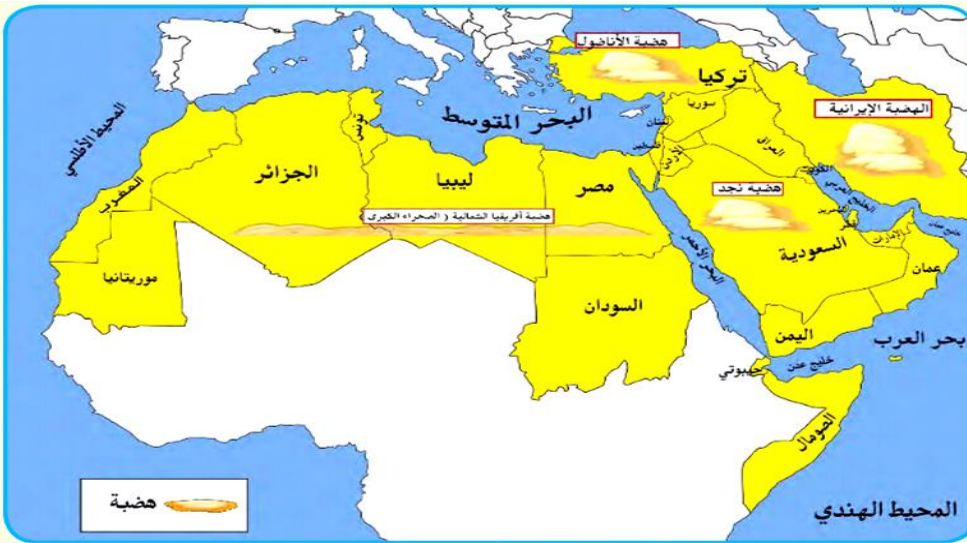 هضبة الأناضول
تركيا
الهضبة الإيرانية
سوريا
البحر المتوسط
المحيط الأطلسي
لبنان
فلسطين
العراق
الأردن
تونس
الجزائر
ليبيا
مصر
الكويت
هضبة نجد
الخليج العربي
البحرين
قطر
خليج عمان
المغرب
هضبة أفريقيا الشمالية ( الصحراء الكبرى
السعودية
الإمارات
البحر الأحمر
عمان
موريتانيا
السودان
اليمن
بحر العرب
خليج عدن
جيبوتي
الصومال
هضبة
المحيط الهندي